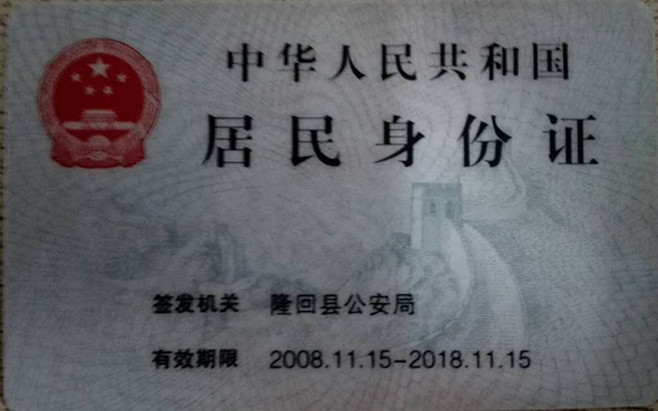 中华人民共和国
居民身份证
签发机关 隆回县公安局
有效期限 2008.11.15-2018.11.15